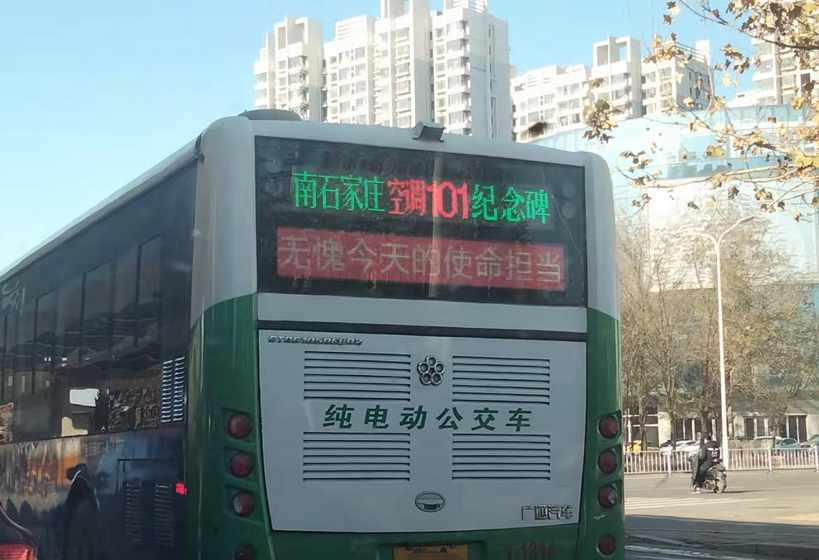 南石家庄 空调101 纪念碑
无愧今天的使命担当
纯电动公交车
广通汽车